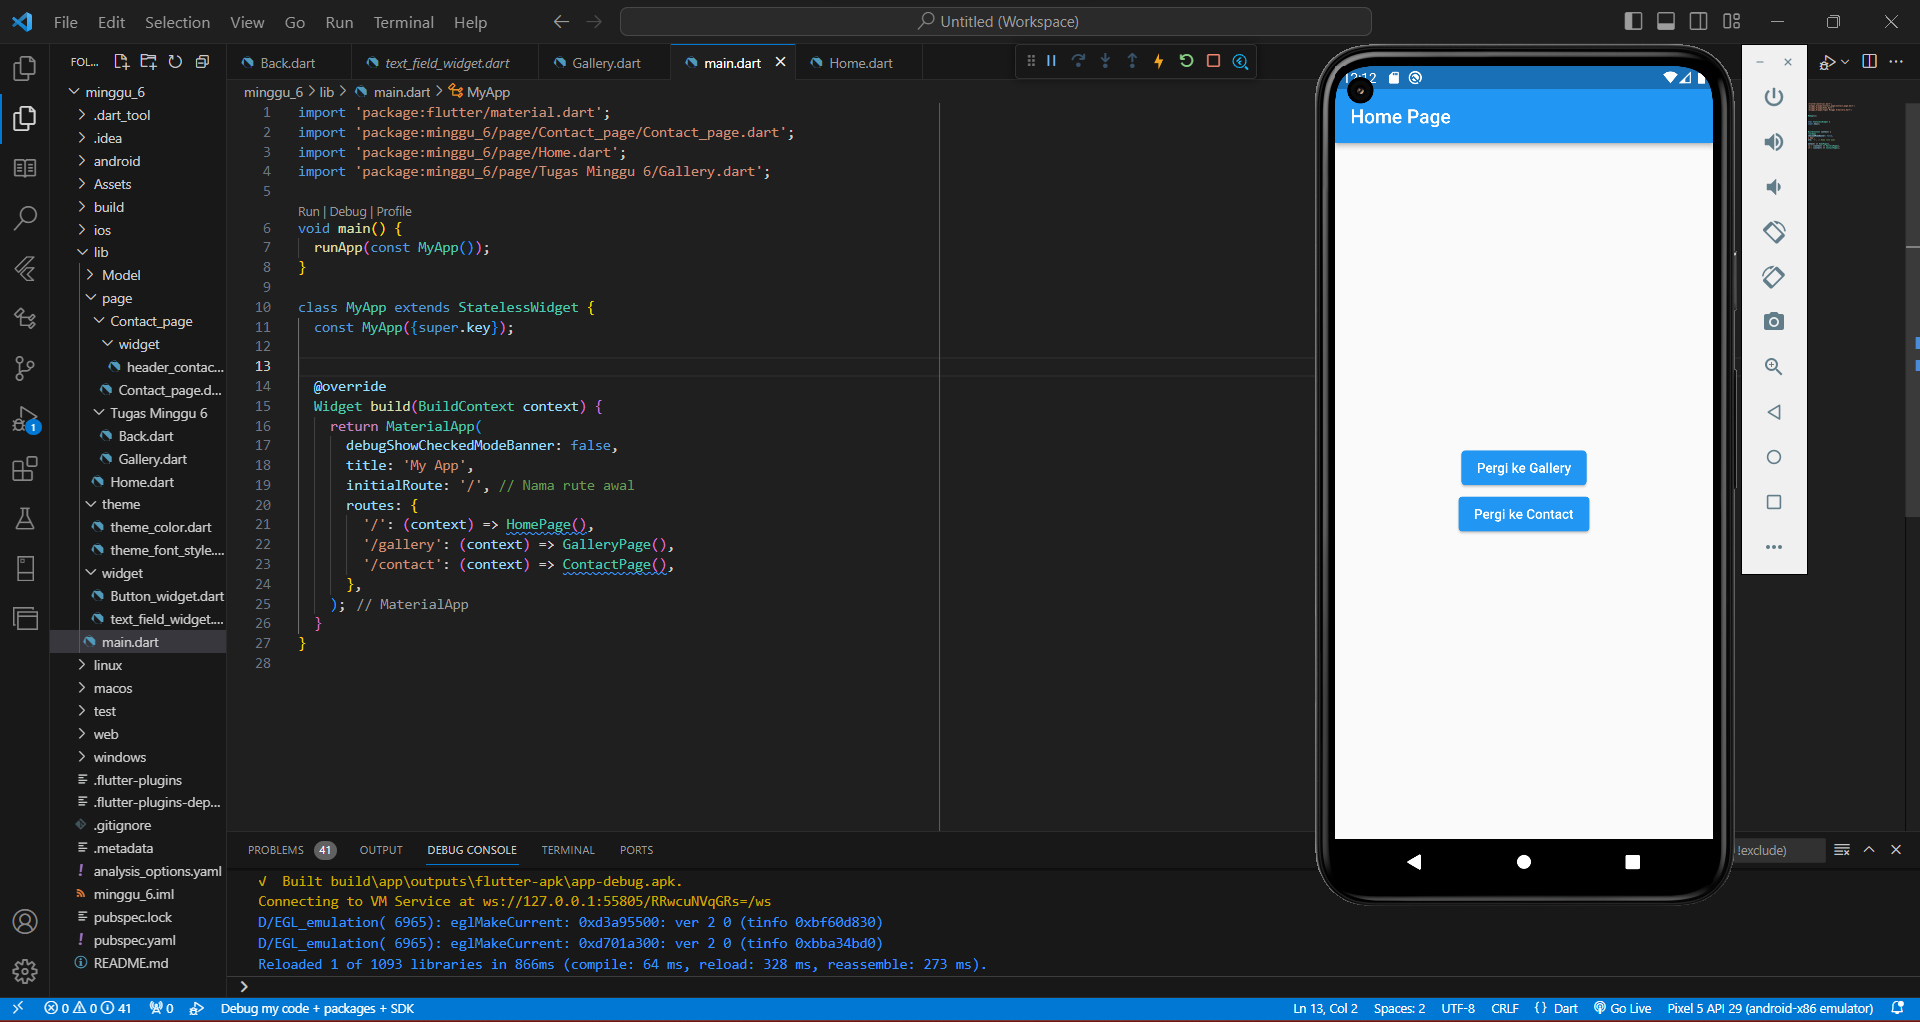 File Edit Selection View Go Run Terminal Help
Untitled (Workspace)
FOL...
minggu_6
.dart_tool
.idea
android
Assets
build
ios
lib
Model
page
Contact_page
widget
header_contac...
Contact_page.d...
Tugas Minggu 6
Back.dart
Gallery.dart
Home.dart
theme
theme_color.dart
theme_font_style....
widget
Button_widget.dart
text_field_widget....
main.dart
linux
macos
test
web
windows
.flutter-plugins
.flutter-plugins-dep...
.gitignore
.metadata
analysis_options.yaml
minggu_6.iml
pubspec.lock
pubspec.yaml
README.md
Back.dart text_field_widget.dart Gallery.dart main.dart Home.dart
minggu_6 > lib > main.dart > MyApp
1 import 'package:flutter/material.dart';
2 import 'package:minggu_6/page/Contact_page/Contact_page.dart';
3 import 'package:minggu_6/page/Home.dart';
4 import 'package:minggu_6/page/Tugas Minggu 6/Gallery.dart';
5
Run | Debug | Profile
6 void main() {
7 runApp(const MyApp());
8 }
9
10 class MyApp extends StatelessWidget {
11 const MyApp({super.key});
12
13
14 @override
15 Widget build(BuildContext context) {
16 return MaterialApp(
17 debugShowCheckedModeBanner: false,
18 title: 'My App',
19 initialRoute: '/', // Nama rute awal
20 routes: {
21 '/': (context) => HomePage(),
22 '/gallery': (context) => GalleryPage(),
23 '/contact': (context) => ContactPage(),
24 },
25 ); // MaterialApp
26 }
27 }
28
Home Page
Pergi ke Gallery
Pergi ke Contact
PROBLEMS 41 OUTPUT DEBUG CONSOLE TERMINAL PORTS
!exclude)
√ Built build\app\outputs\flutter-apk\app-debug.apk.
Connecting to VM Service at ws://127.0.0.1:55805/RRwcuNVqGRs=/ws
D/EGL_emulation( 6965): eglMakeCurrent: 0xd3a95500: ver 2 0 (tinfo 0xbf60d830)
D/EGL_emulation( 6965): eglMakeCurrent: 0xd701a300: ver 2 0 (tinfo 0xbba34bd0)
Reloaded 1 of 1093 libraries in 866ms (compile: 64 ms, reload: 328 ms, reassemble: 273 ms).
1
0 0 41 0 Debug my code + packages + SDK
Ln 13, Col 2 Spaces: 2 UTF-8 CRLF {} Dart Go Live Pixel 5 API 29 (android-x86 emulator)